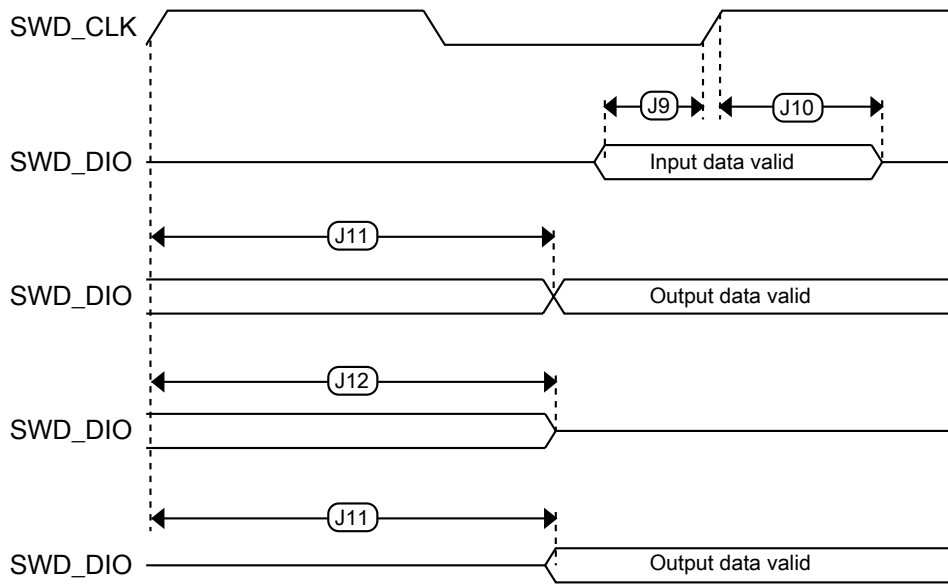 SWD_CLK
J9
J10
SWD_DIO
Input data valid
J11
SWD_DIO
Output data valid
J12
SWD_DIO
J11
SWD_DIO
Output data valid